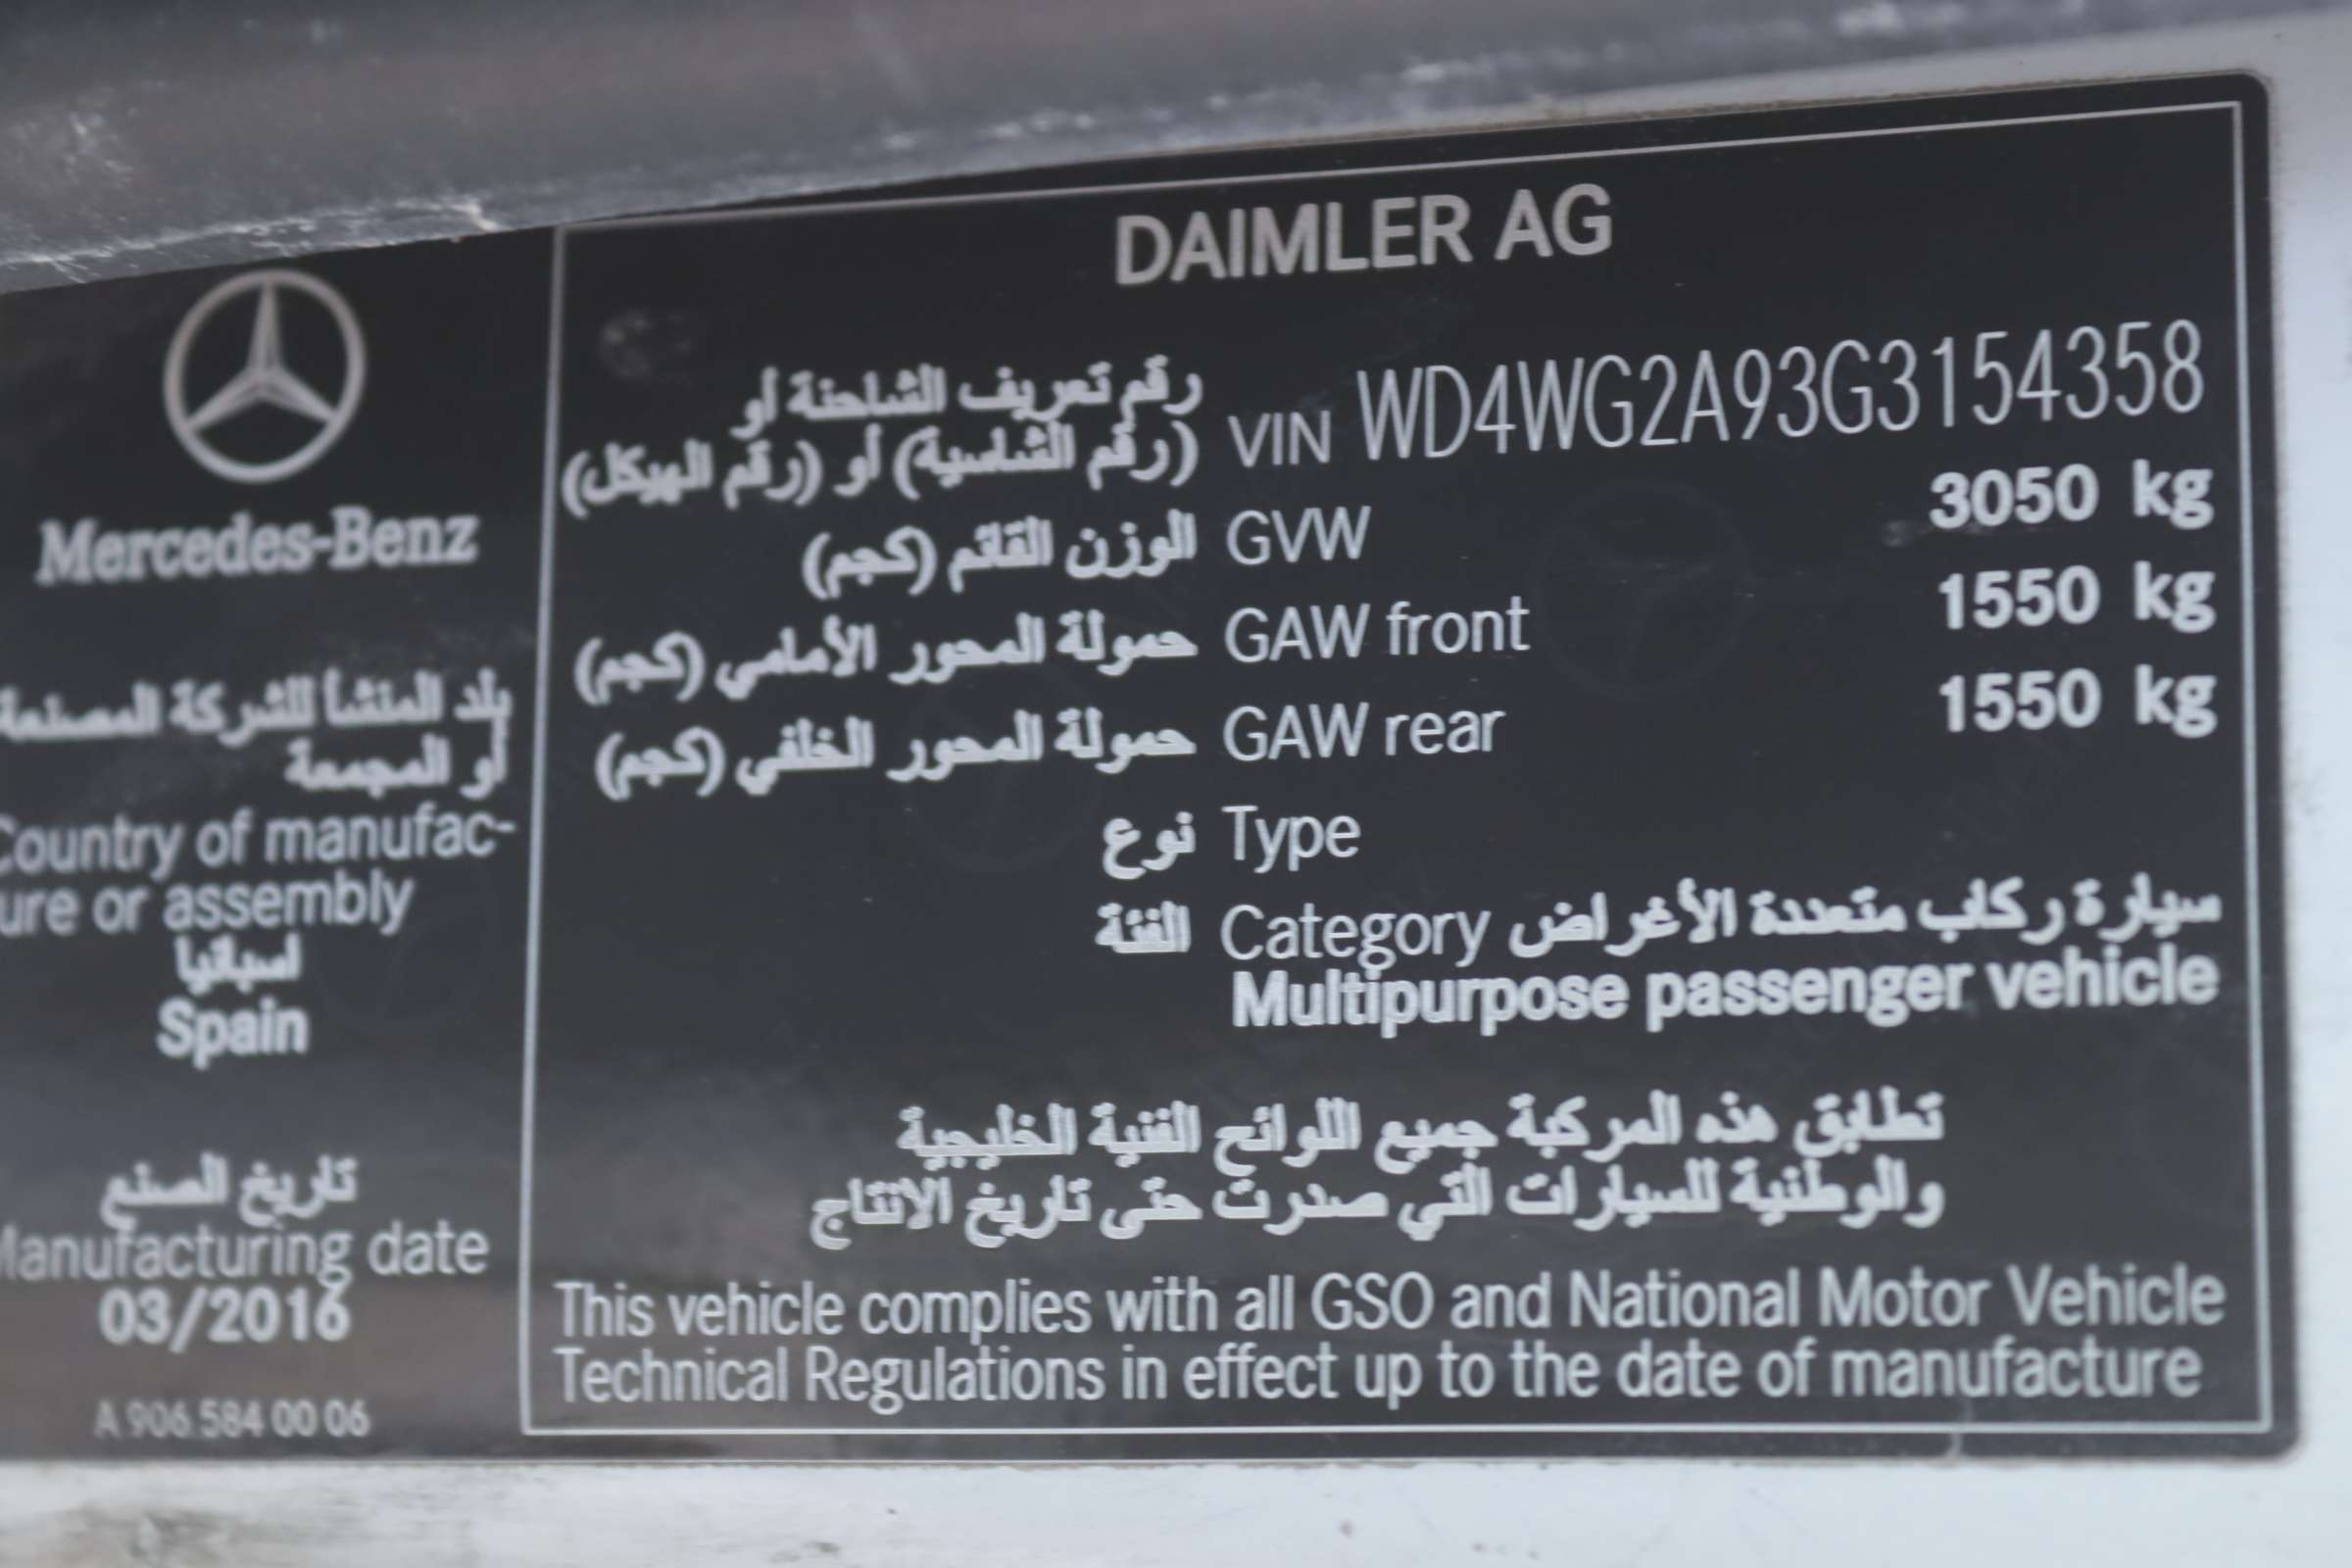 DAIMLER AG
رقم تعريف الشاحنة أو
(رقم الشاسية) أو (رقم الهيكل)
VIN WD4WG2A93G3154358
الوزن القائم (كجم) GVW 3050 kg
حمولة المحور الأمامي (كجم) GAW front 1550 kg
حمولة المحور الخلفي (كجم) GAW rear 1550 kg
نوع Type
الفئة Category سيارة ركاب متعددة الأغراض
Multipurpose passenger vehicle
تطابق هذه المركبة جميع اللوائح الفنية الخليجية
والوطنية للسيارات التي صدرت حتى تاريخ الانتاج
This vehicle complies with all GSO and National Motor Vehicle
Technical Regulations in effect up to the date of manufacture
Mercedes-Benz
بلد المنشأ للشركة المصنعة
أو المجمعة
Country of manufac-
ture or assembly
اسبانيا
Spain
تاريخ الصنع
Manufacturing date
03/2016
A 906 584 00 06